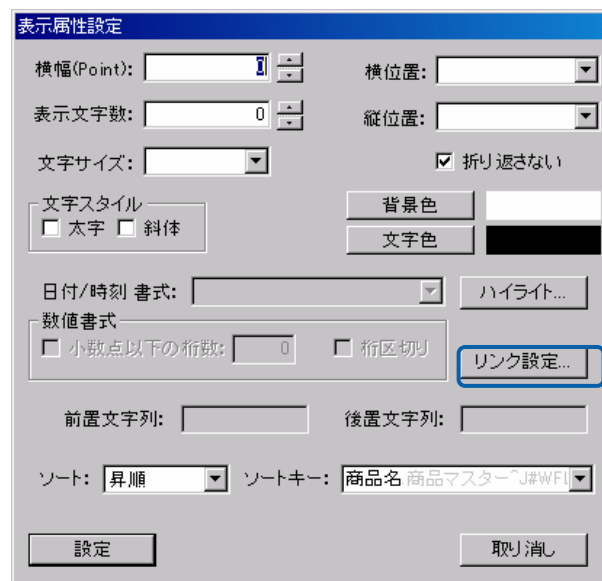 表示属性設定
横幅(Point): 0 横位置:
表示文字数: 0 縦位置:
文字サイズ: 折り返さない
文字スタイル 背景色
太字 斜体 文字色
日付/時刻 書式: ハイライト...
数値書式
小数点以下の桁数: 0 桁区切り リンク設定...
前置文字列: 後置文字列:
ソート: 昇順 ソートキー: 商品名.商品マスター^J#WFL
設定 取り消し